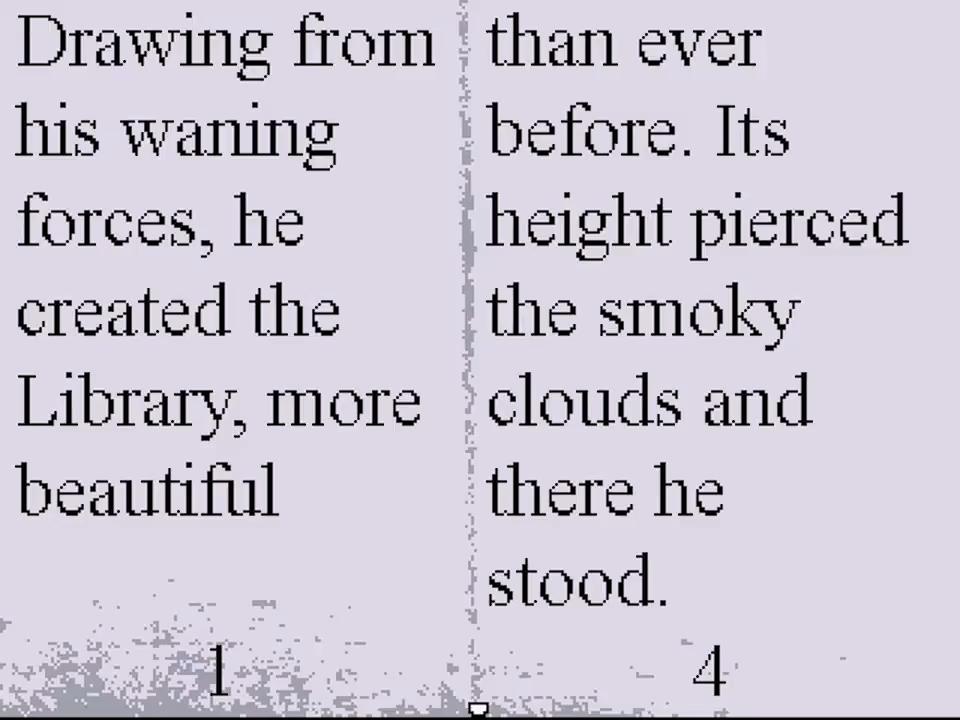 Drawing from
his waning
forces, he
created the
Library, more
beautiful
1
than ever
before. Its
height pierced
the smoky
clouds and
there he
stood.
4